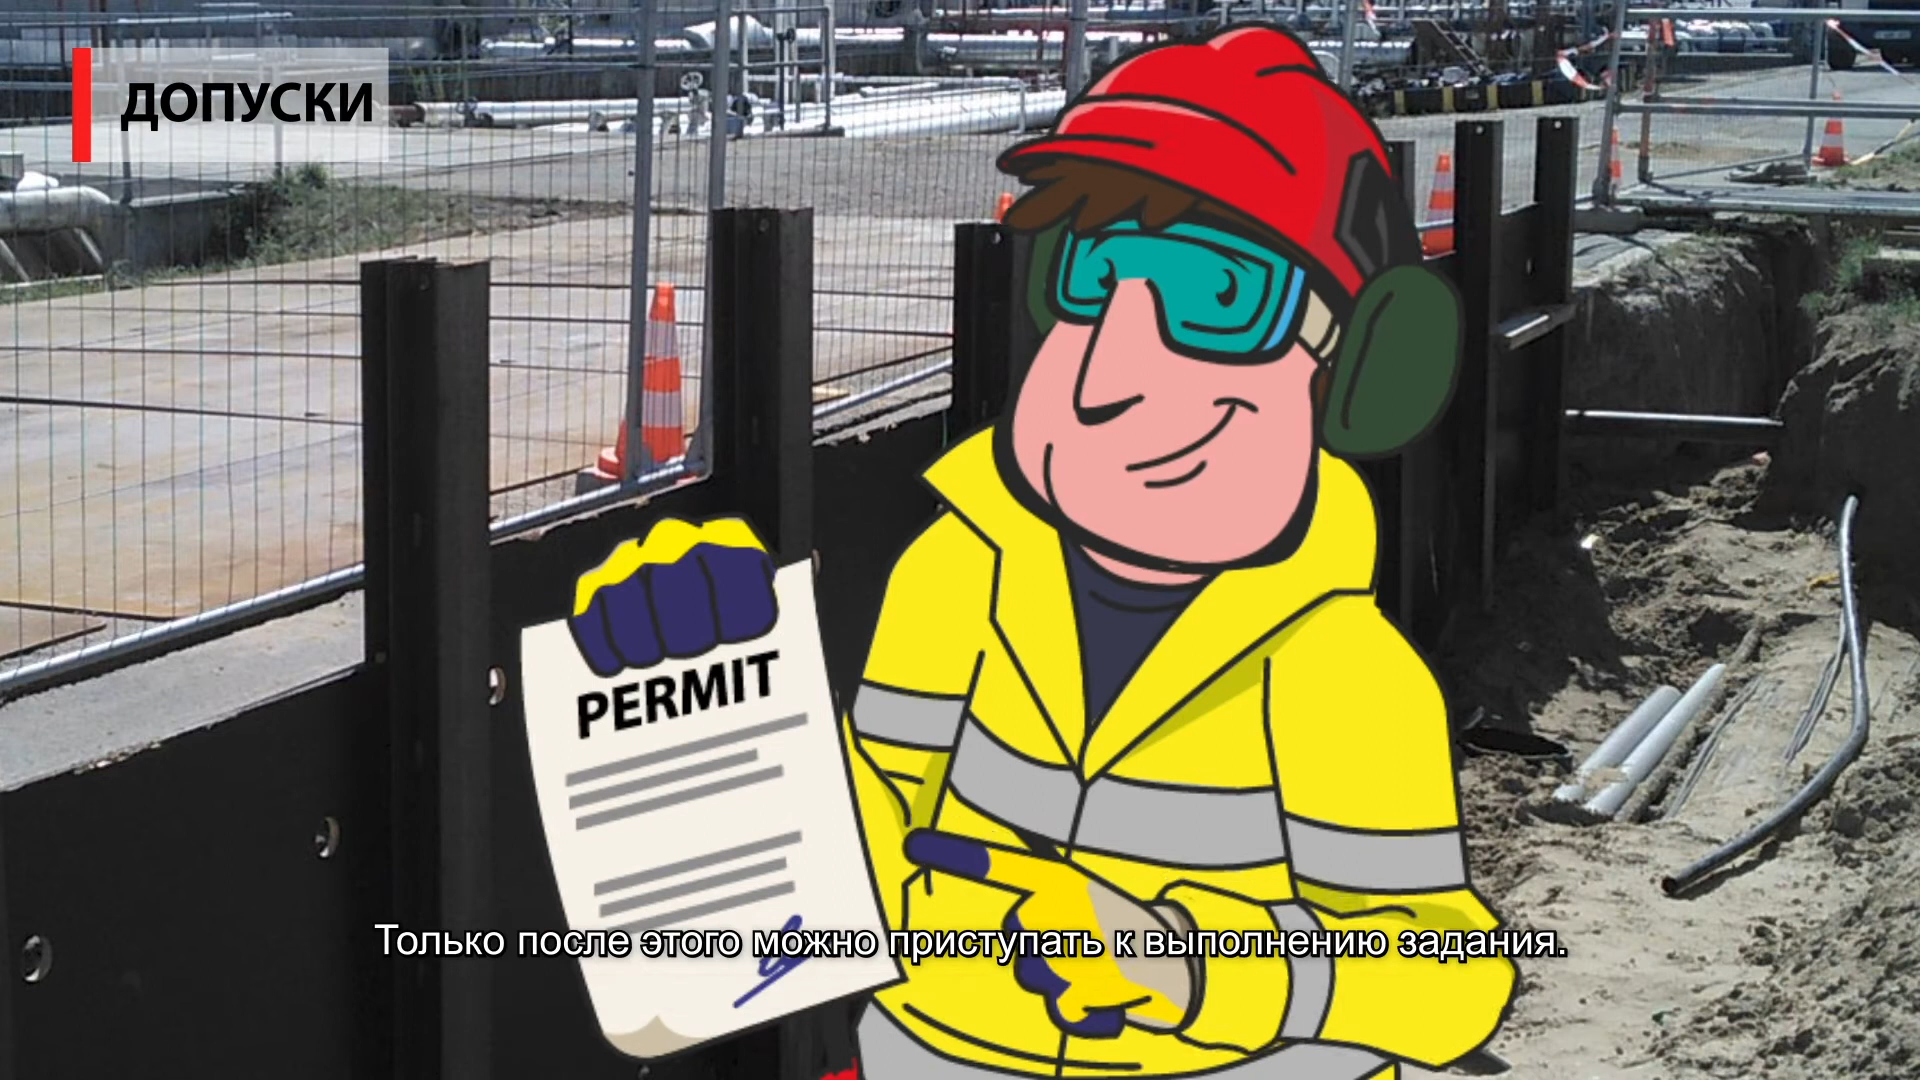 ДОПУСКИ
PERMIT
Только после этого можно приступать к выполнению задания.